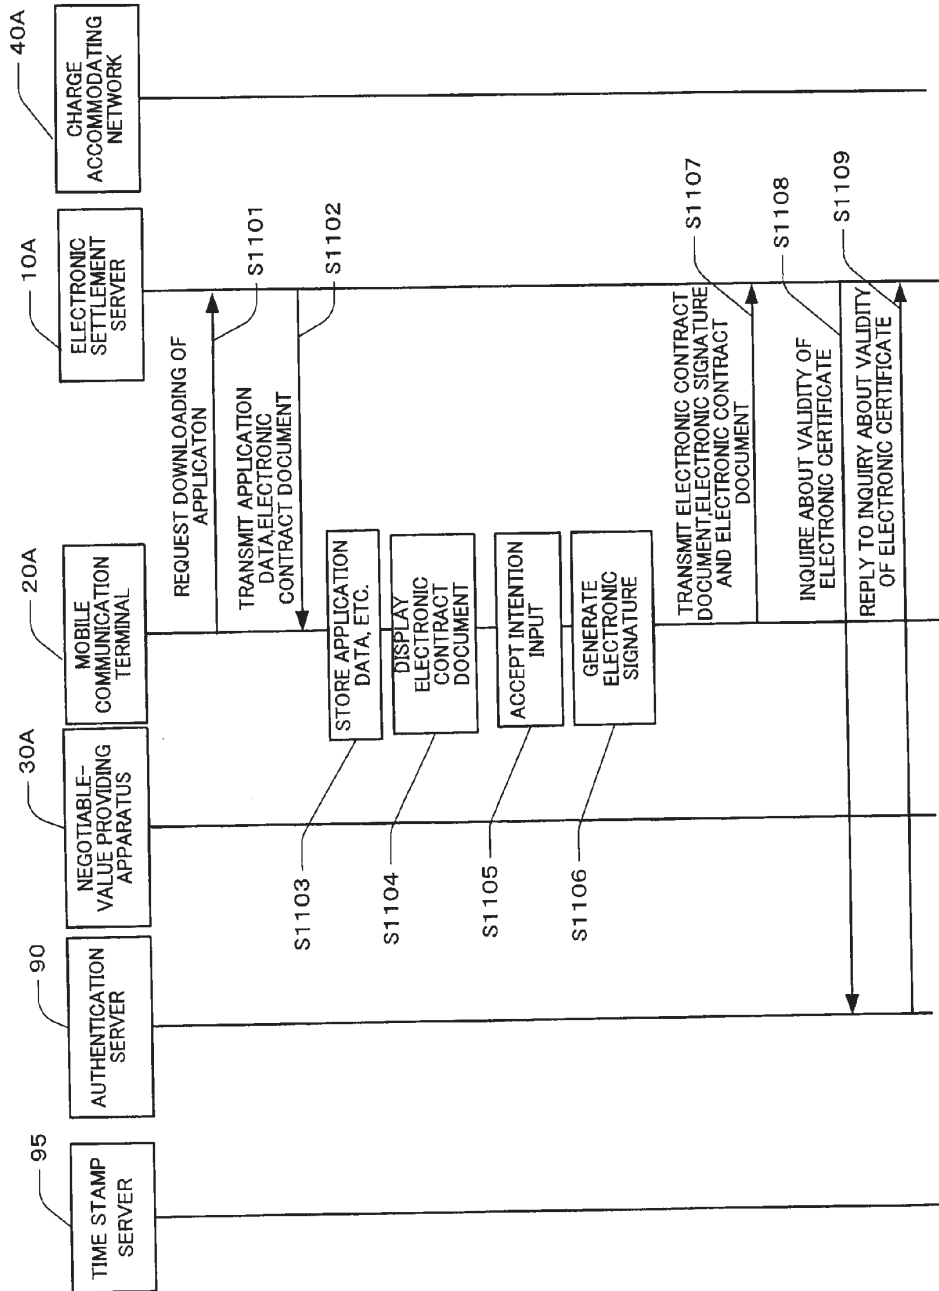 95
TIME STAMP
SERVER
90
AUTHENTICATION
SERVER
30A
NEGOTIABLE-
VALUE PROVIDING
APPARATUS
20A
MOBILE
COMMUNICATION
TERMINAL
10A
ELECTRONIC
SETTLEMENT
SERVER
40A
CHARGE
ACCOMMODATING
NETWORK
REQUEST DOWNLOADING OF
APPLICATON
S1101
TRANSMIT APPLICATION
DATA,ELECTRONIC
CONTRACT DOCUMENT
S1102
STORE APPLICATION
DATA, ETC.
S1103
DISPLAY
ELECTRONIC
CONTRACT
DOCUMENT
S1104
ACCEPT INTENTION
INPUT
S1105
GENERATE
ELECTRONIC
SIGNATURE
S1106
TRANSMIT ELECTRONIC CONTRACT
DOCUMENT,ELECTRONIC SIGNATURE
AND ELECTRONIC CONTRACT
DOCUMENT
S1107
INQUIRE ABOUT VALIDITY OF
ELECTRONIC CERTIFICATE
S1108
REPLY TO INQUIRY ABOUT VALIDITY
OF ELECTRONIC CERTIFICATE
S1109